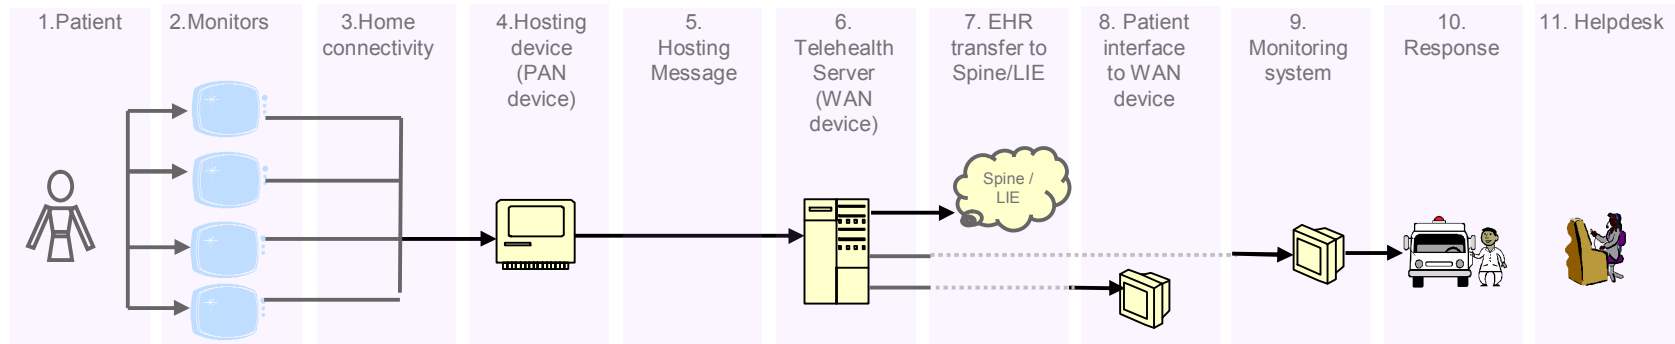 1.Patient
2.Monitors
3.Home
connectivity
4.Hosting
device
(PAN
device)
5.
Hosting
Message
6.
Telehealth
Server
(WAN
device)
7. EHR
transfer to
Spine/LIE
8. Patient
interface
to WAN
device
9.
Monitoring
system
10.
Response
11. Helpdesk
Spine /
LIE